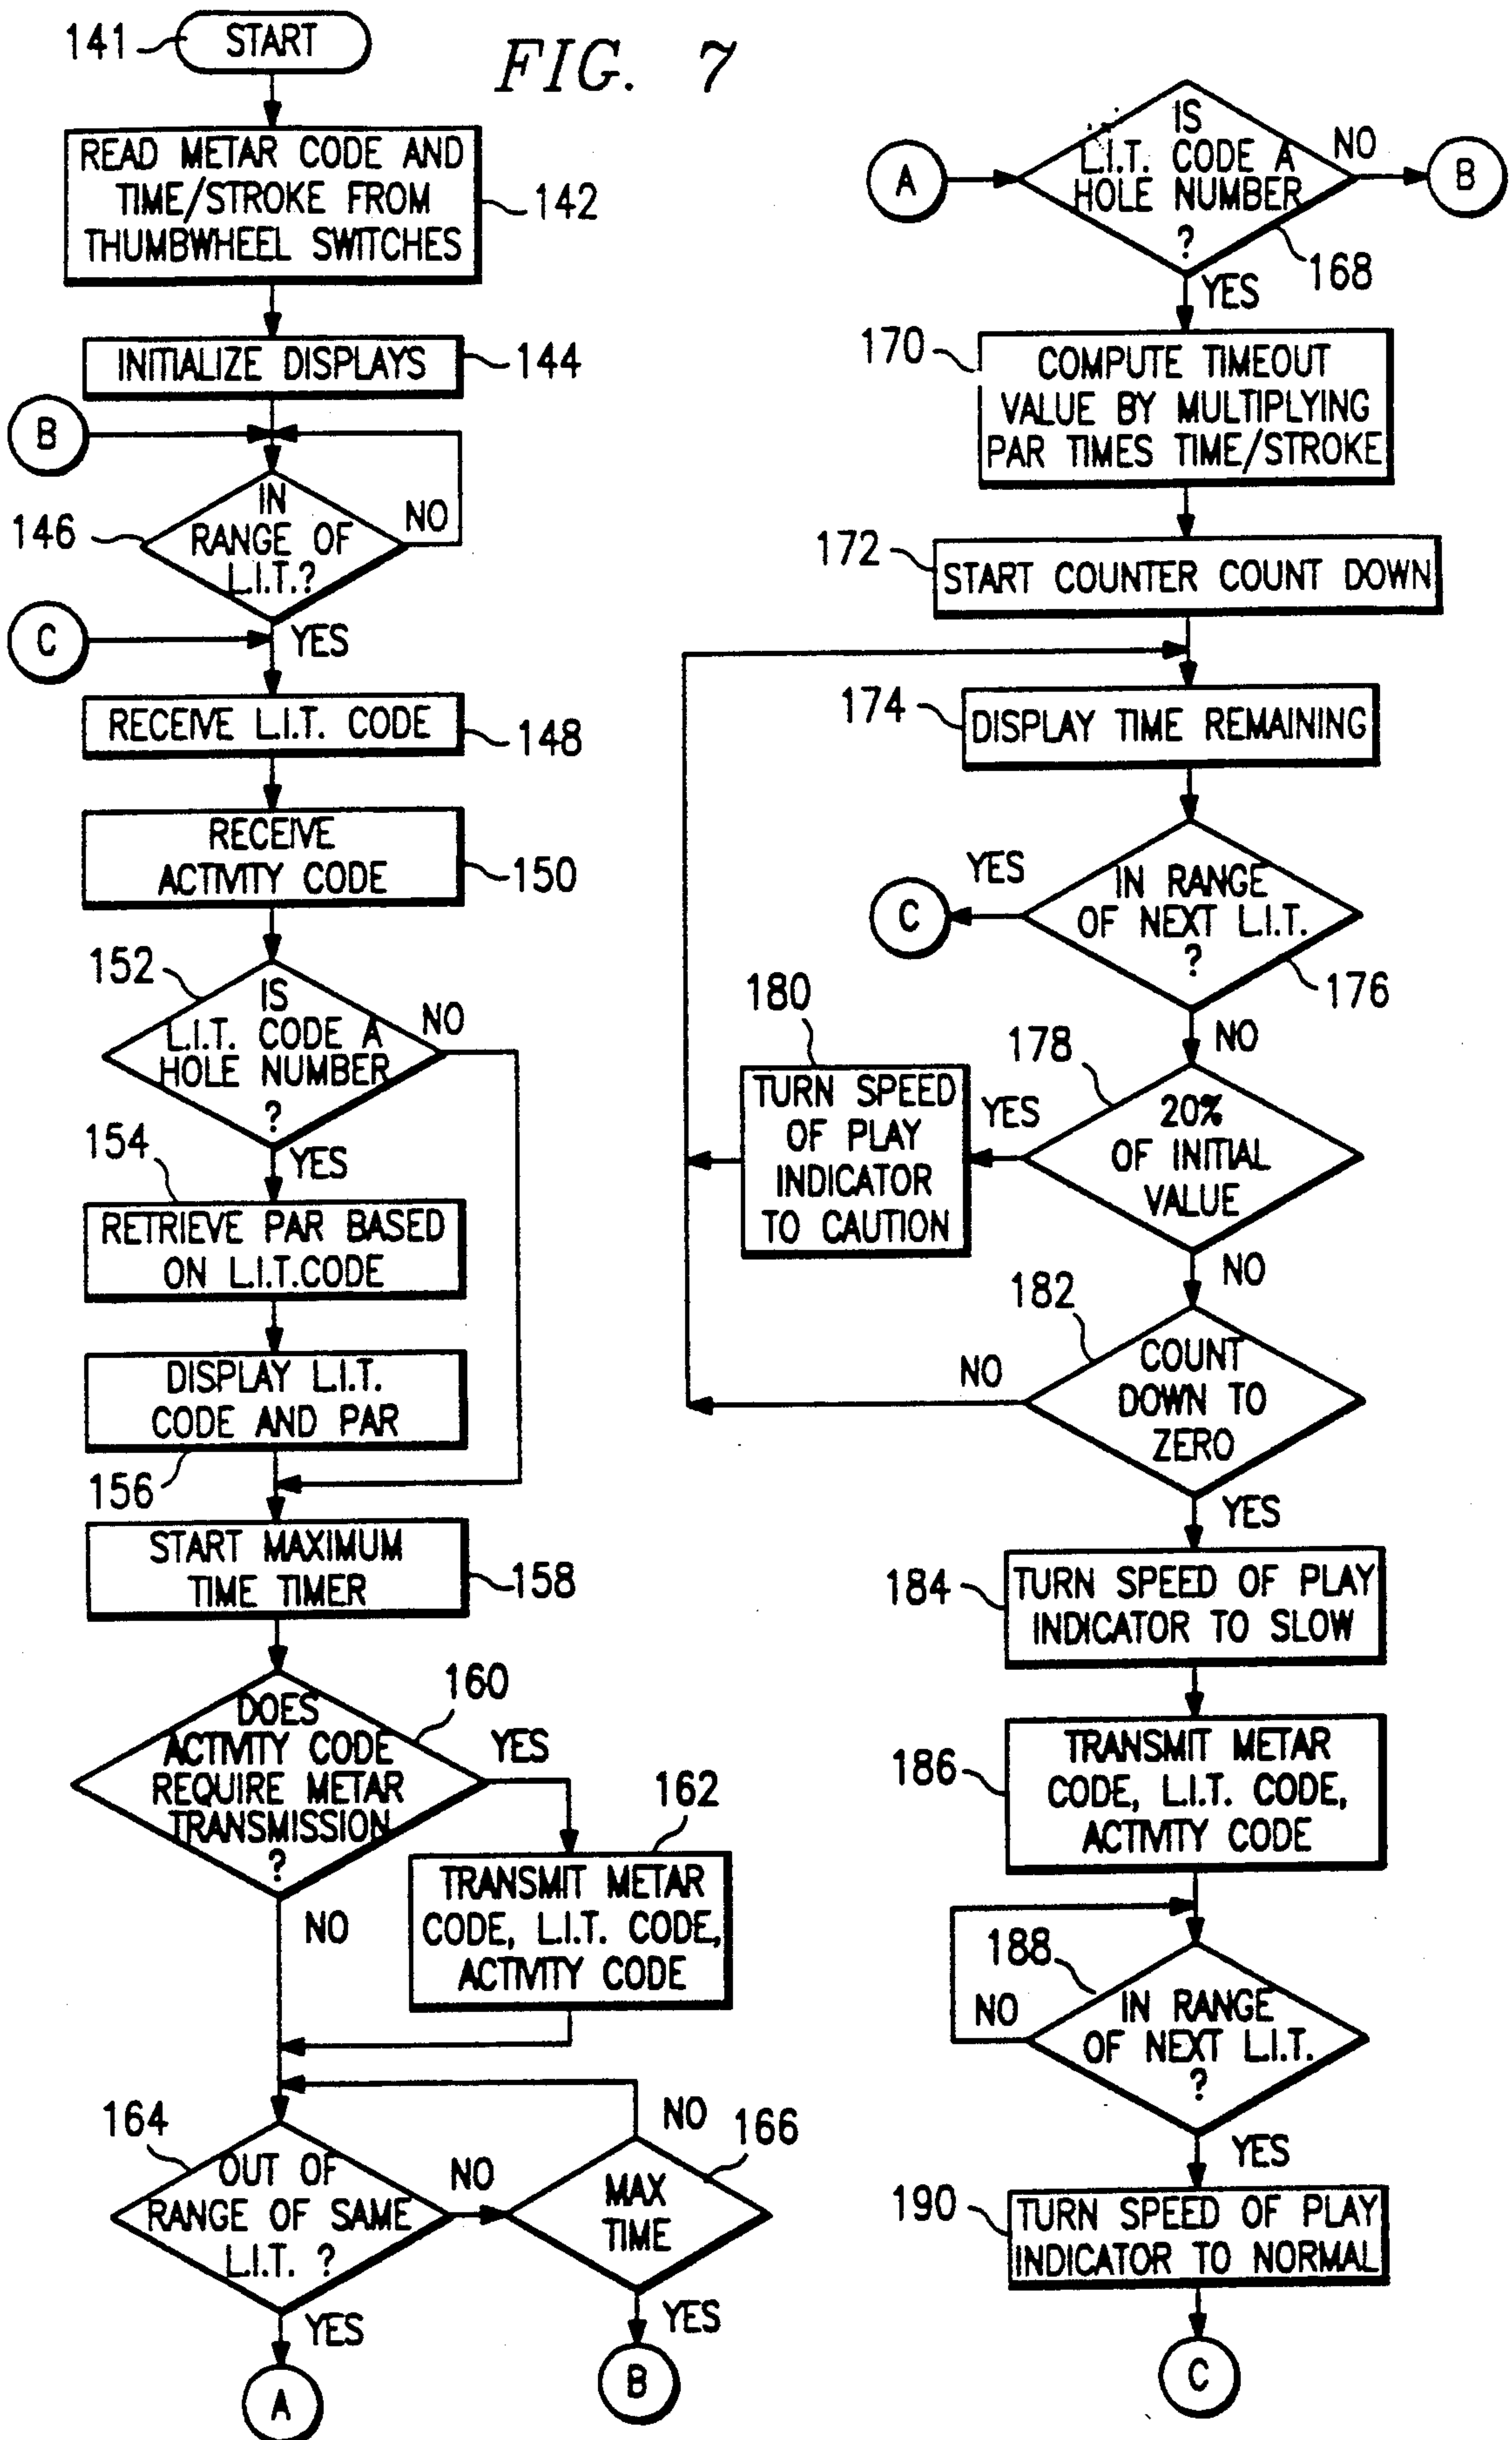 FIG. 7
141
START
READ METAR CODE AND
TIME/STROKE FROM
THUMBWHEEL SWITCHES
142
INITIALIZE DISPLAYS
144
B
146
IN
RANGE OF
L.I.T.?
NO
C
YES
RECEIVE L.I.T. CODE
148
RECEIVE
ACTIVITY CODE
150
152
IS
L.I.T. CODE A
HOLE NUMBER
?
NO
154
YES
RETRIEVE PAR BASED
ON L.I.T.CODE
DISPLAY L.I.T.
CODE AND PAR
156
START MAXIMUM
TIME TIMER
158
160
DOES
ACTIVITY CODE
REQUIRE METAR
TRANSMISSION
?
YES
162
NO
TRANSMIT METAR
CODE, L.I.T. CODE,
ACTIVITY CODE
164
OUT OF
RANGE OF SAME
L.I.T. ?
NO
NO
166
MAX
TIME
YES
YES
A
B
A
IS
L.I.T. CODE A
HOLE NUMBER
?
NO
B
168
YES
170
COMPUTE TIMEOUT
VALUE BY MULTIPLYING
PAR TIMES TIME/STROKE
172
START COUNTER COUNT DOWN
174
DISPLAY TIME REMAINING
YES
C
IN RANGE
OF NEXT L.I.T.
?
176
NO
180
TURN SPEED
OF PLAY
INDICATOR
TO CAUTION
YES
178
20%
OF INITIAL
VALUE
NO
182
NO
COUNT
DOWN TO
ZERO
YES
184
TURN SPEED OF PLAY
INDICATOR TO SLOW
186
TRANSMIT METAR
CODE, L.I.T. CODE,
ACTIVITY CODE
188
NO
IN RANGE
OF NEXT L.I.T.
?
YES
190
TURN SPEED OF PLAY
INDICATOR TO NORMAL
C